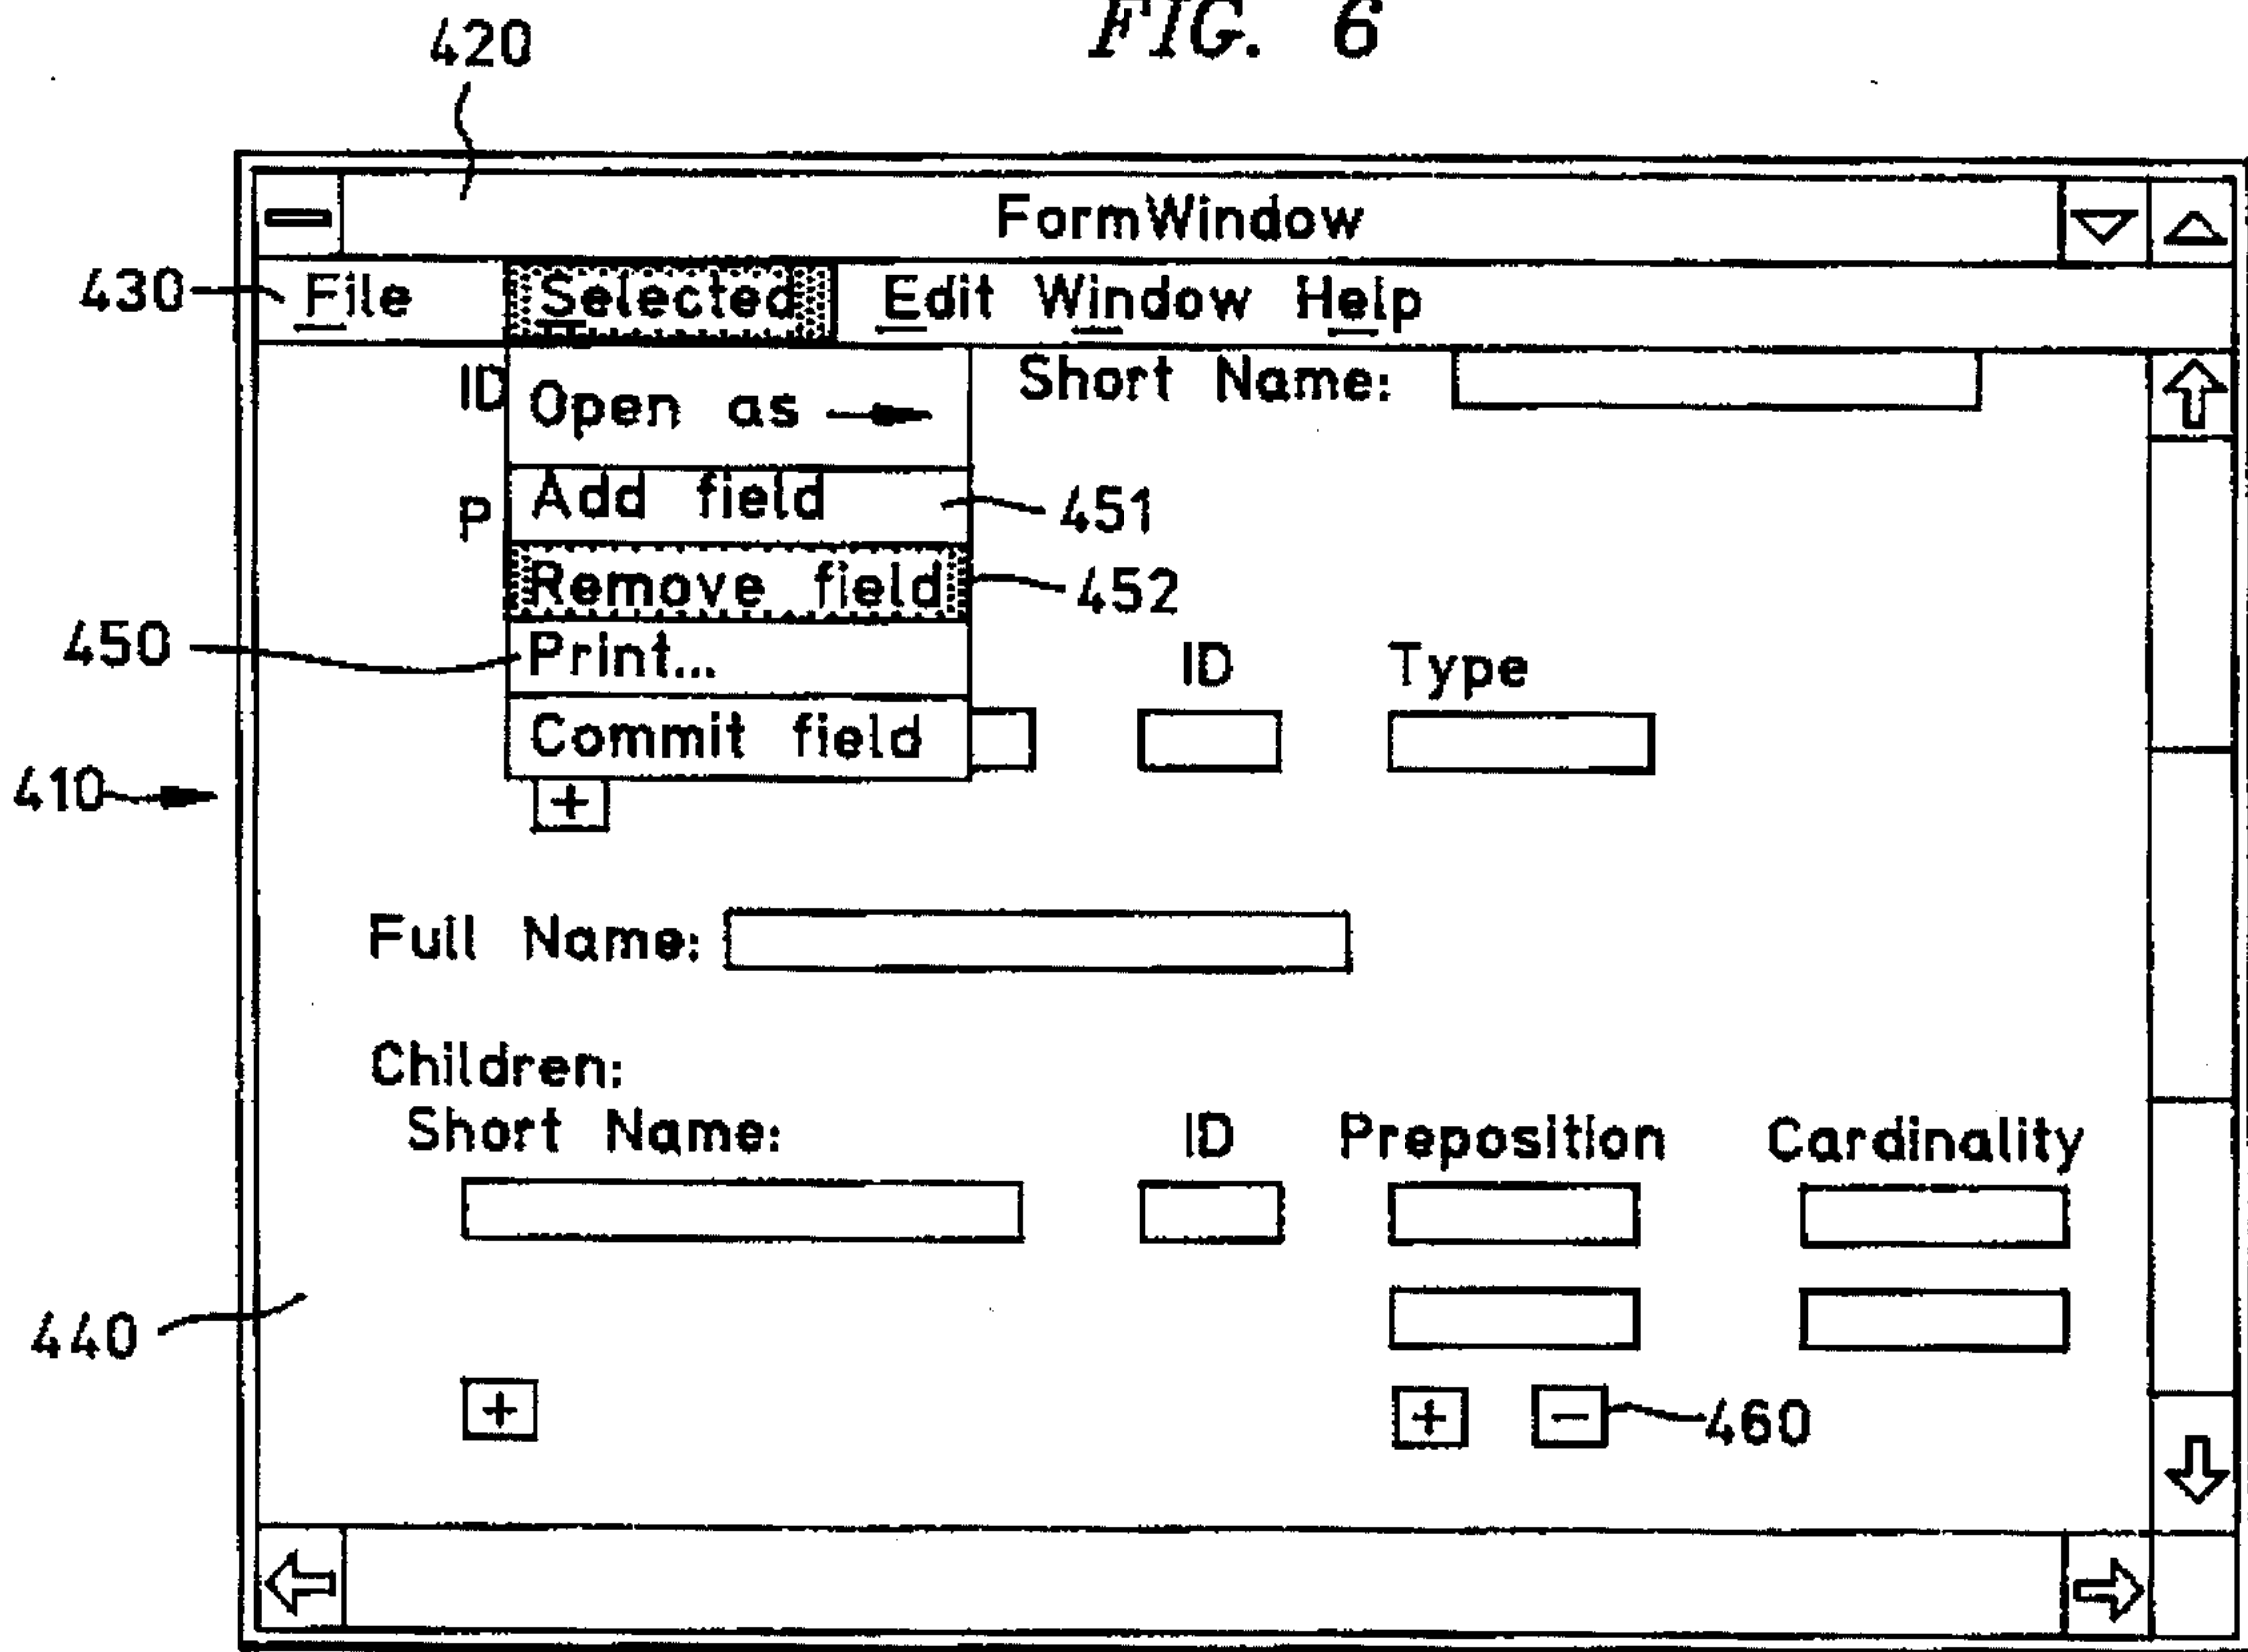 FIG. 6
420
FormWindow
430 File Selected Edit Window Help
ID Open as Short Name:
P Add field 451
Remove field 452
450 Print... ID Type
Commit field
410
+
Full Name:
Children:
Short Name: ID Preposition Cardinality
440
+ + - 460